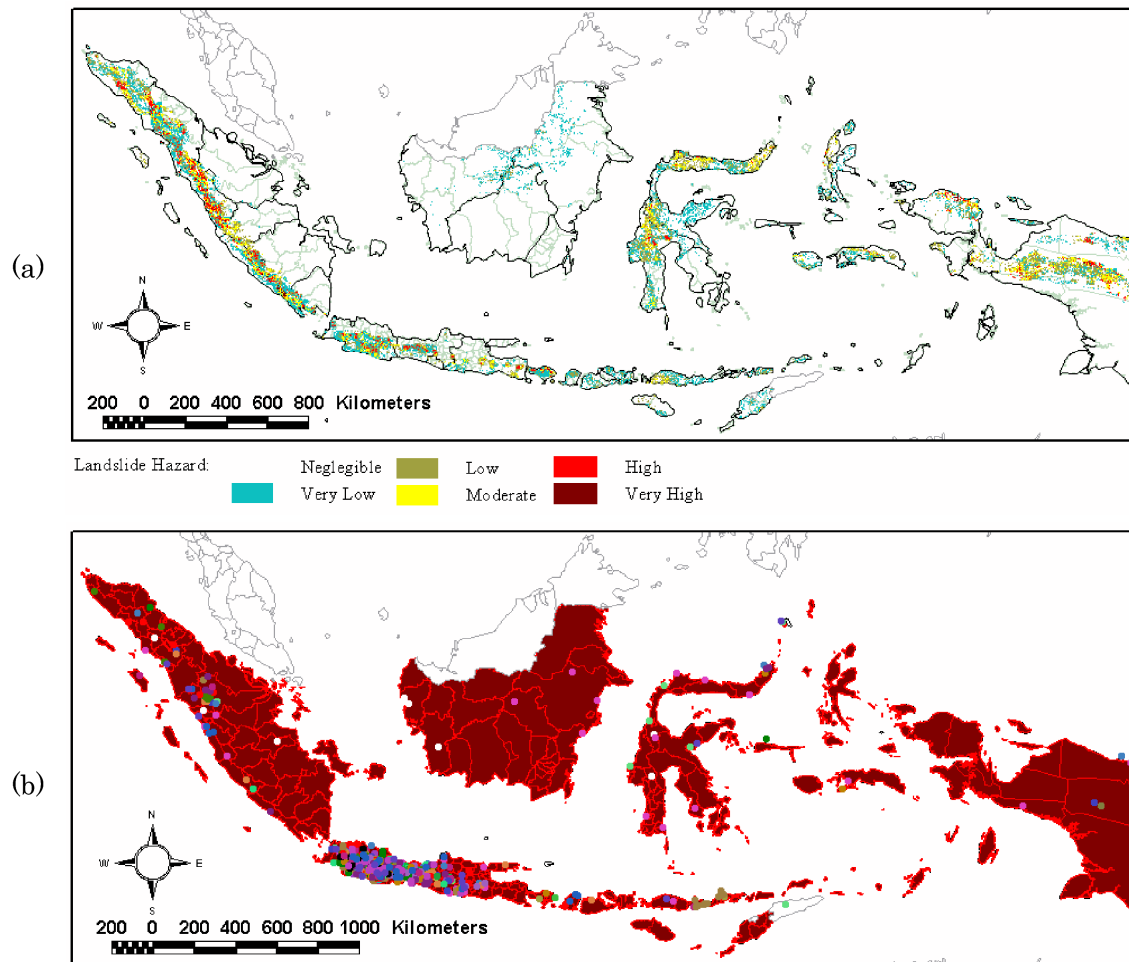 (a)
N
W E
S
200 0 200 400 600 800 Kilometers
Landslide Hazard: Neglegible Low High
Very Low Moderate Very High
(b)
N
W E
S
200 0 200 400 600 800 1000 Kilometers